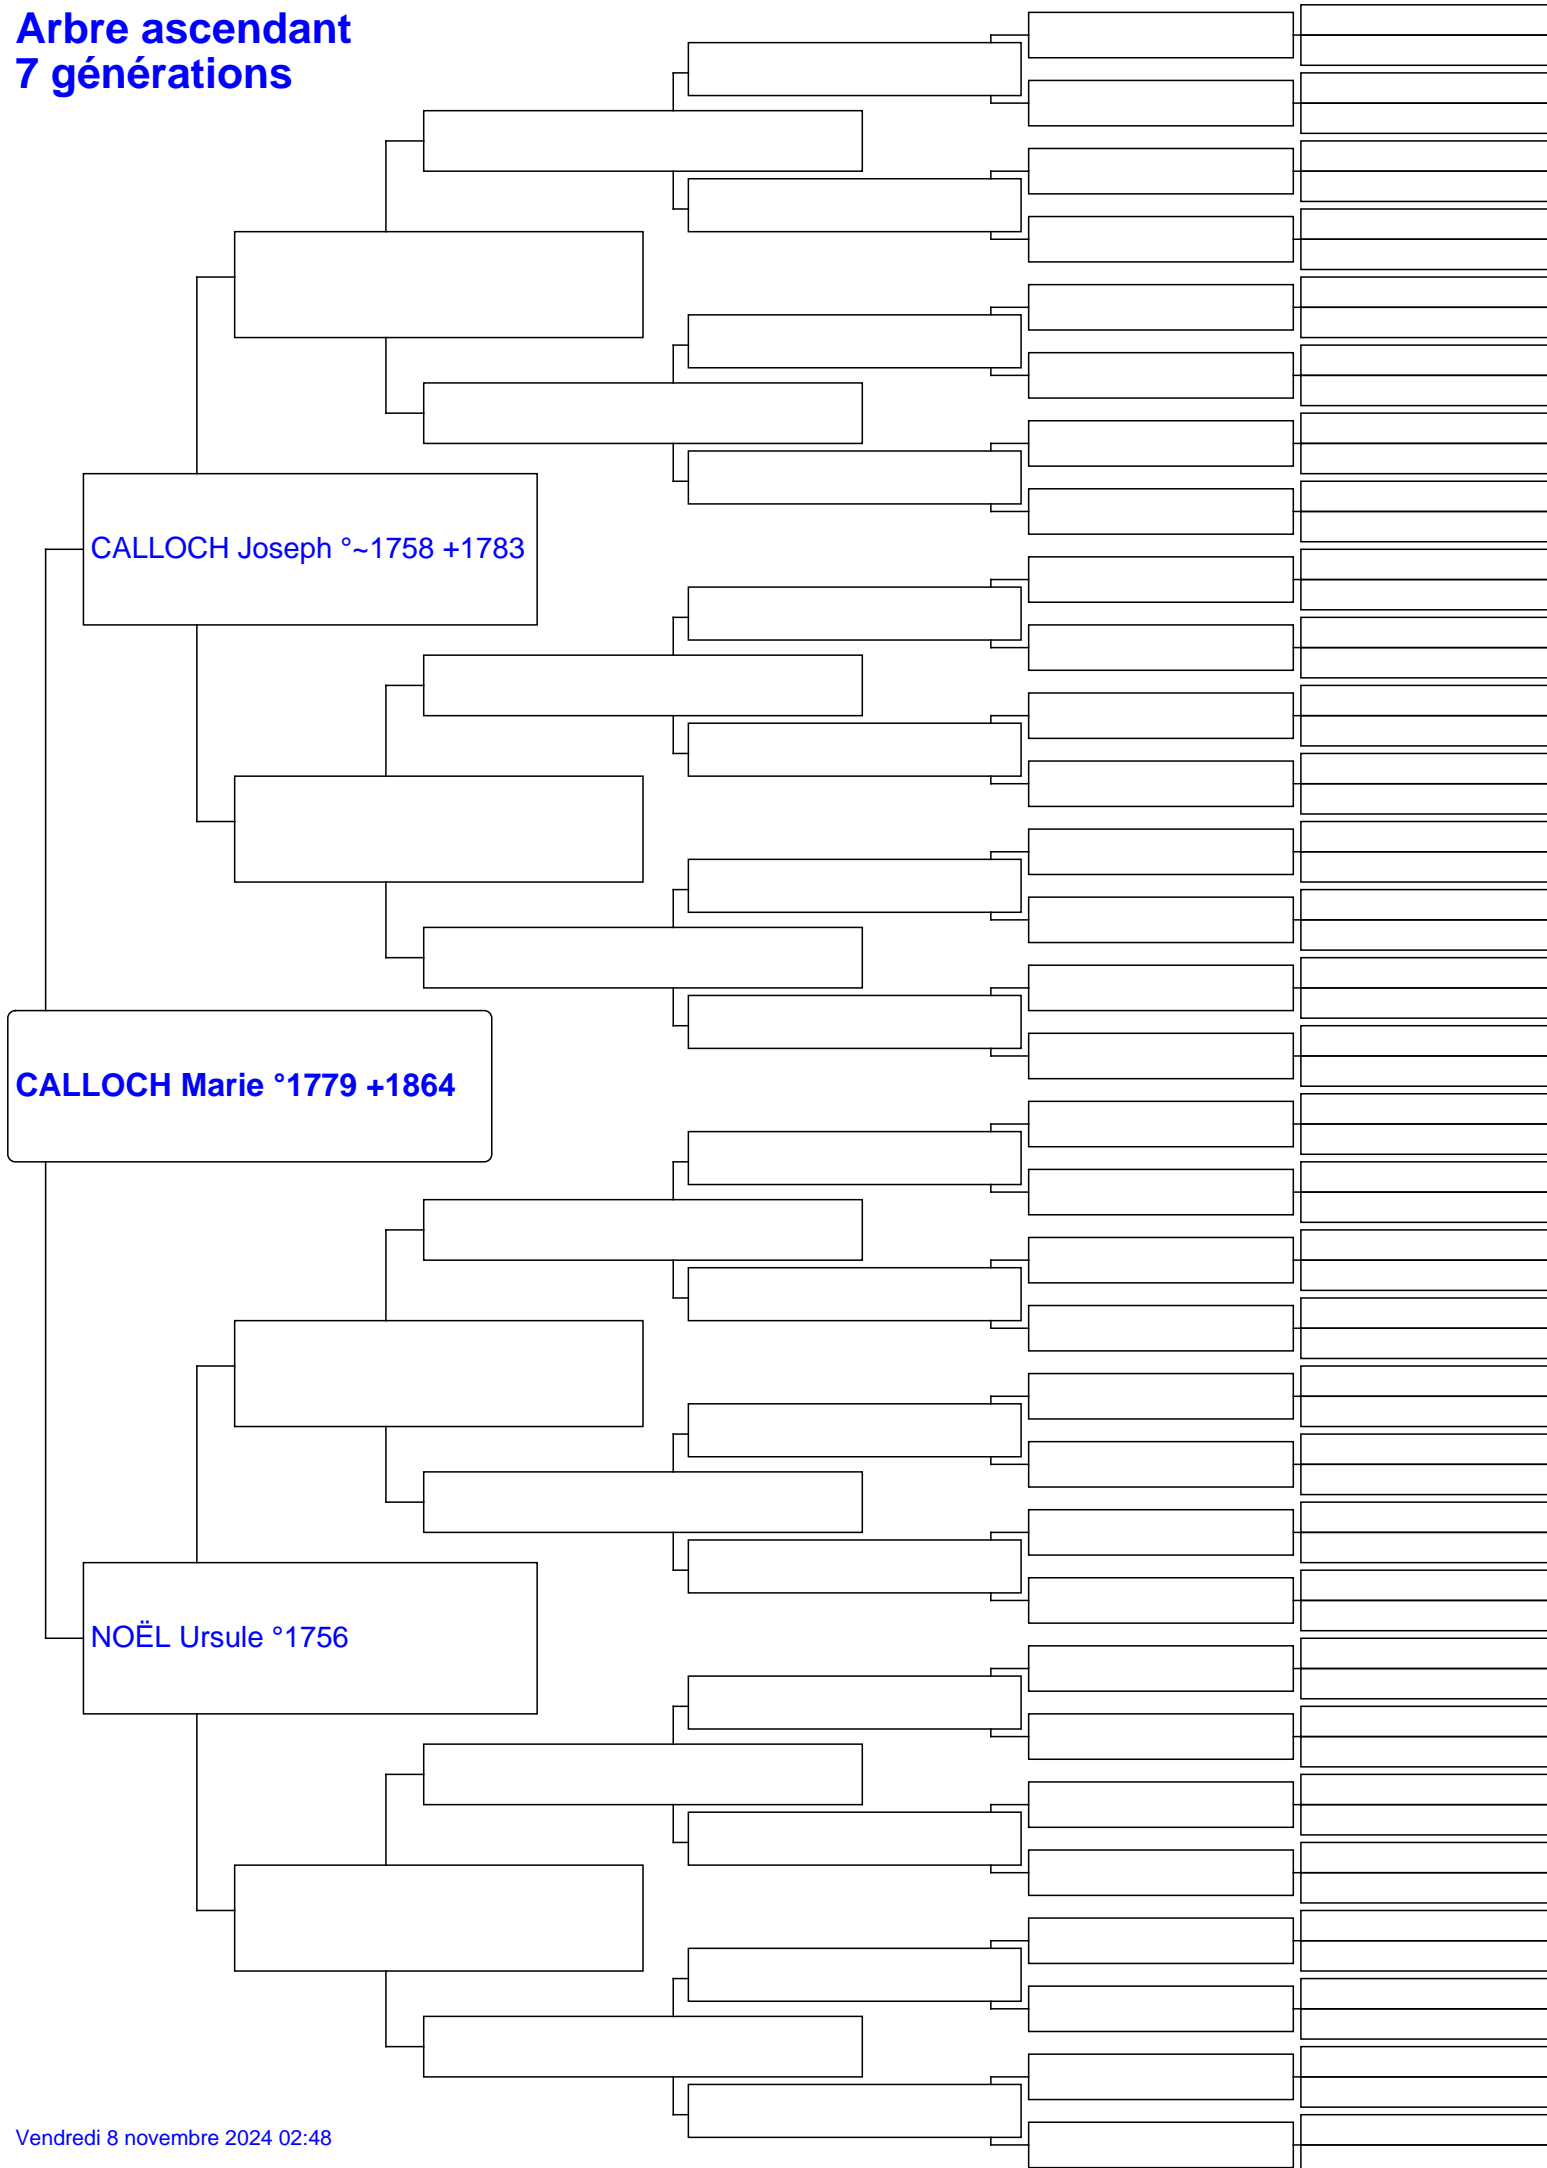 Arbre ascendant
7 générations
CALLOCH Joseph °~1758 +1783
CALLOCH Marie °1779 +1864
NOËL Ursule °1756
Vendredi 8 novembre 2024 02:48